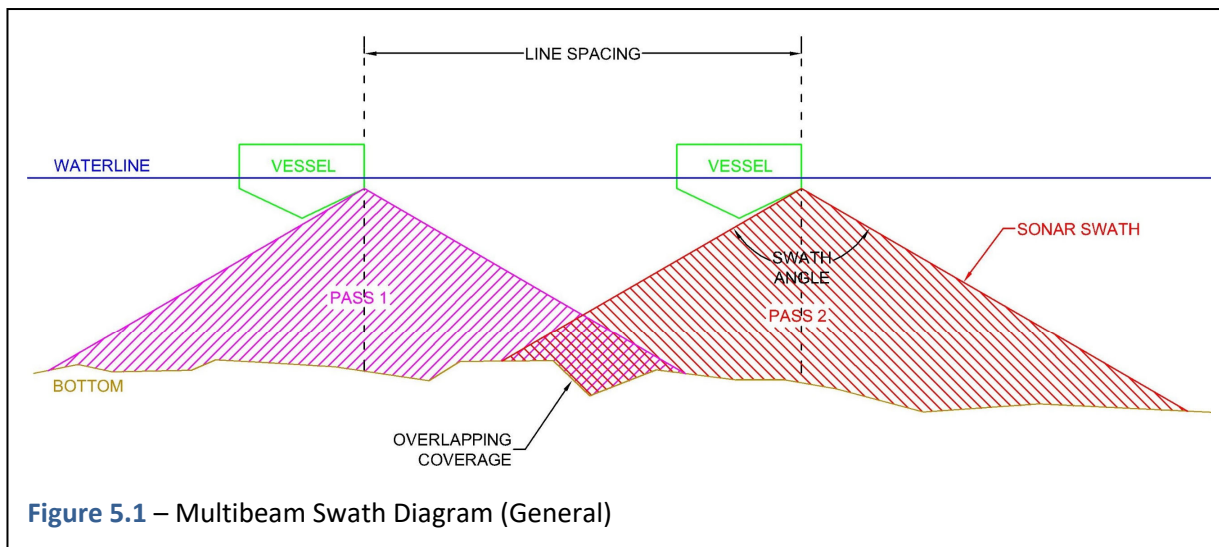 LINE SPACING
WATERLINE
VESSEL
VESSEL
SONAR SWATH
SWATH
ANGLE
PASS 1
PASS 2
BOTTOM
OVERLAPPING
COVERAGE
Figure 5.1 – Multibeam Swath Diagram (General)